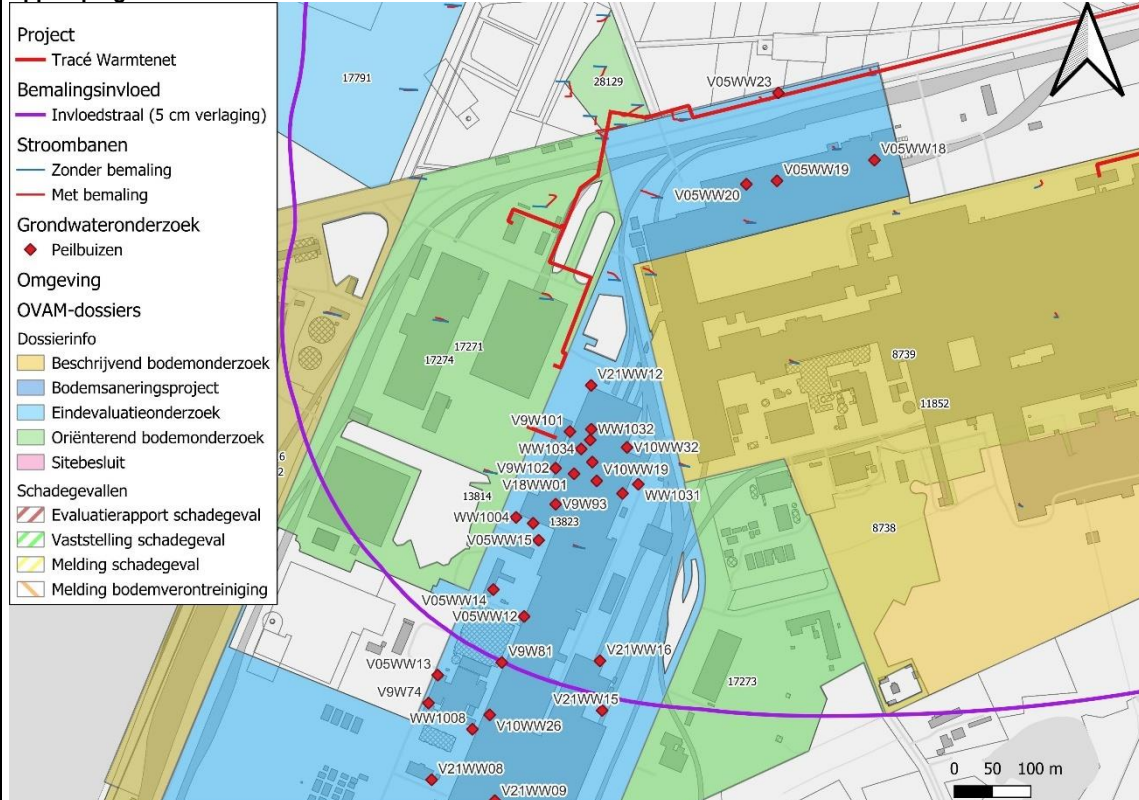 Project
Tracé Warmtenet
Bemalingsinvloed
Invloedstraal (5 cm verlaging)
Stroombanen
Zonder bemaling
Met bemaling
Grondwateronderzoek
Peilbuizen
Omgeving
OVAM-dossiers
Dossierinfo
Beschrijvend bodemonderzoek
Bodemsaneringsproject
Eindevaluatieonderzoek
Oriënterend bodemonderzoek
Sitebesluit
Schadegevallen
Evaluatierapport schadegeval
Vaststelling schadegeval
Melding schadegeval
Melding bodemverontreiniging
17791
28129
V05WW23
V05WW18
V05WW19
V05WW20
17271
17274
8739
11852
V21WW12
V9W101
WW1032
WW1034
V10WW32
V9W102
V10WW19
V18WW01
WW1031
13814
V9W93
WW1004
13823
V05WW15
8738
V05WW14
V05WW12
V9W81
V21WW16
V05WW13
17273
V9W74
V21WW15
WW1008
V10WW26
V21WW08
V21WW09
0 50 100 m